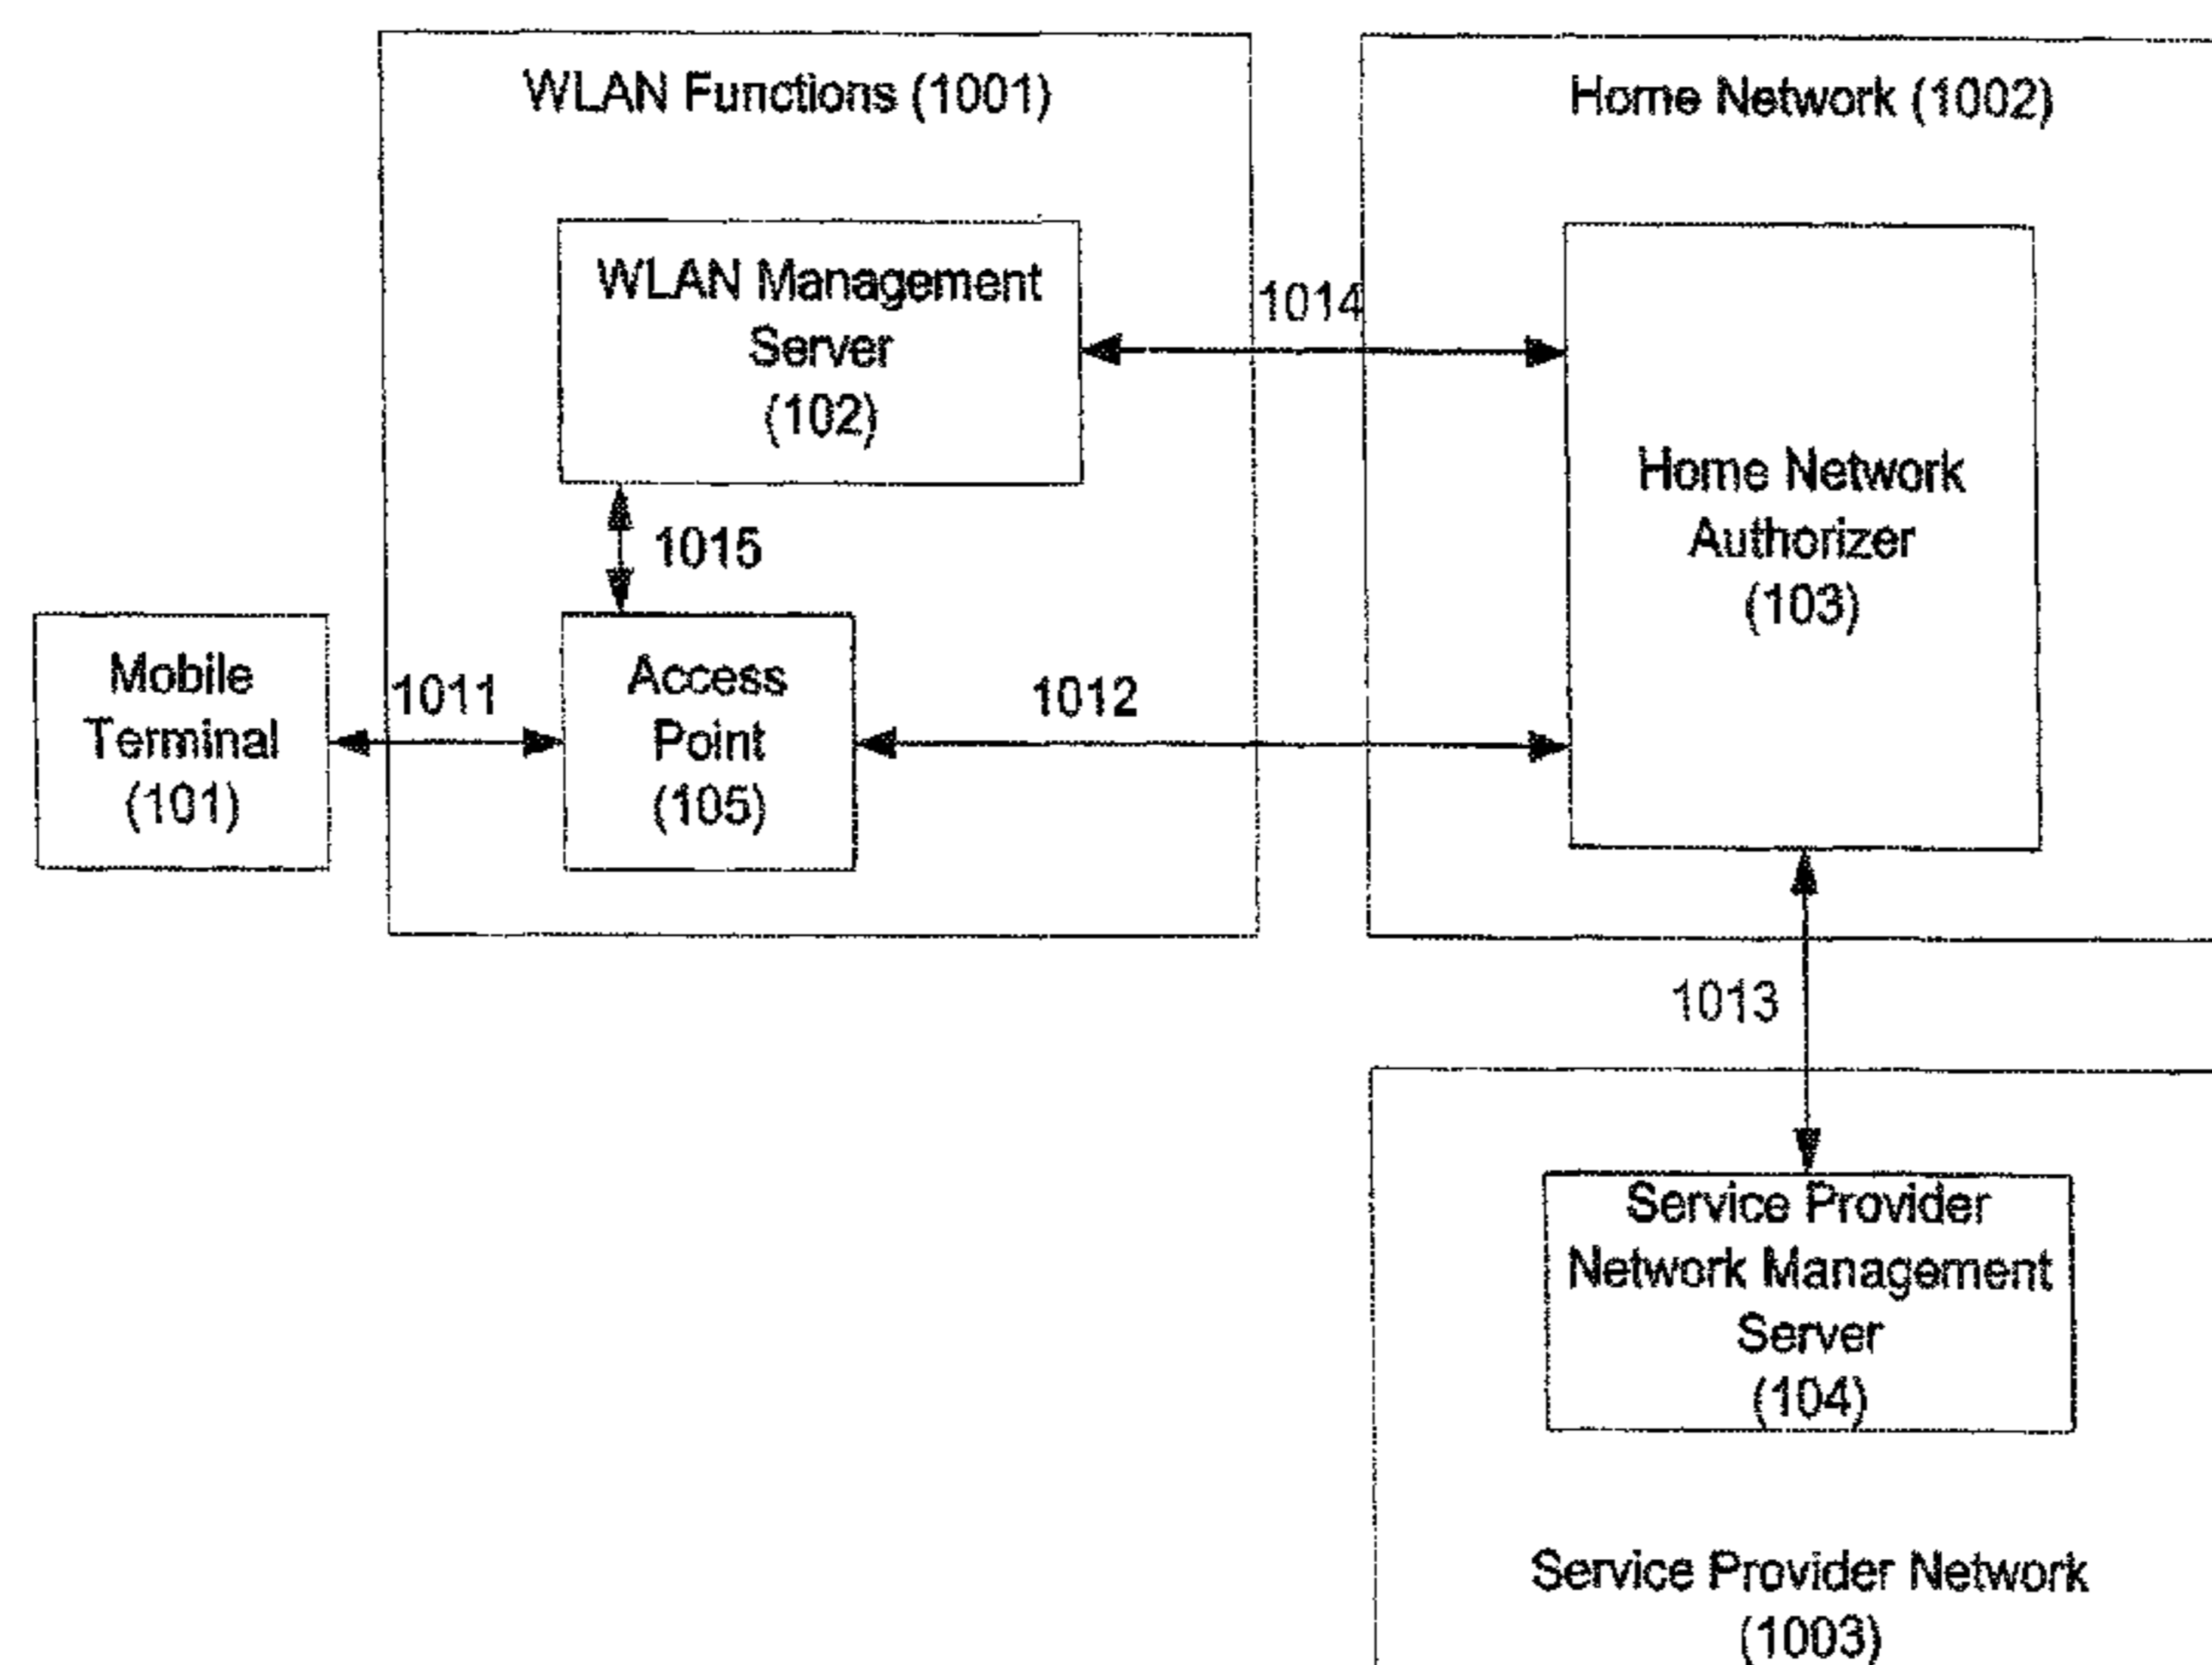 WLAN Functions (1001)
Home Network (1002)
WLAN Management
Server
(102)
1014
Home Network
Authorizer
(103)
1015
Mobile
Terminal
(101)
1011
Access
Point
(105)
1012
1013
Service Provider
Network Management
Server
(104)
Service Provider Network
(1003)